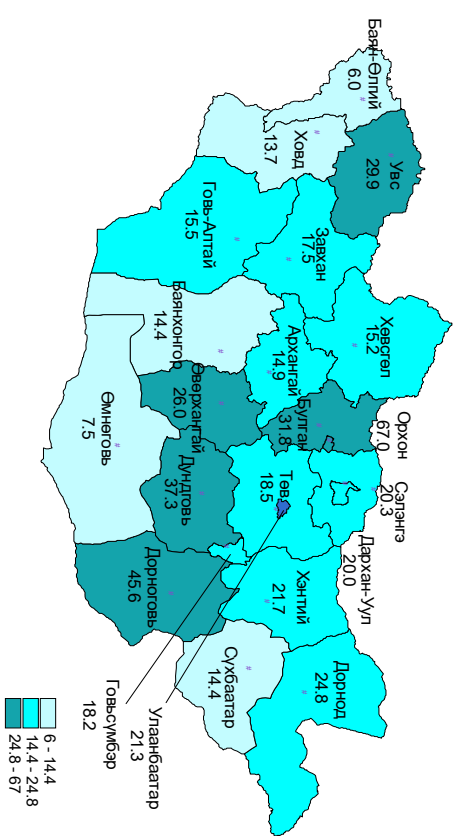 Баян-Өлгий
6.0
Увс
29.9
Ховд
13.7
Говь-Алтай
15.5
Завхан
17.5
Хөвсгөл
15.2
Баянхонгор
14.4
Архангай
14.9
Өвөрхангай
26.0
Булган
31.8
Орхон
67.0
Өмнөговь
7.5
Дундговь
37.3
Төв
18.5
Сэлэнгэ
20.3
Дархан-Уул
20.0
Дорноговь
45.6
Хэнтий
21.7
Сүхбаатар
14.4
Дорнод
24.8
Улаанбаатар
21.3
Говьсүмбэр
18.2
6 - 14.4
14.4 - 24.8
24.8 - 67